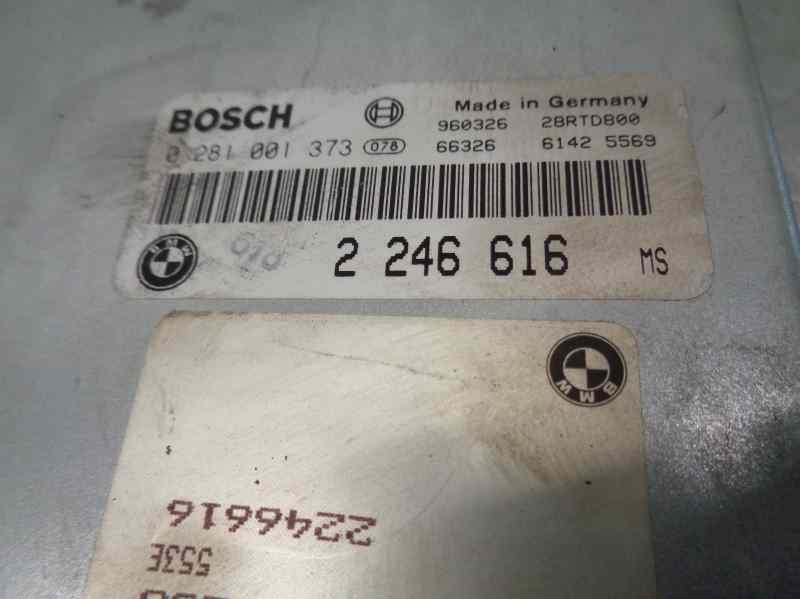 BOSCH Made in Germany
960326 28RTD800
0 281 001 373 078 66326 6142 5569
BMW 2 246 616 MS
BMW
2246616
553E